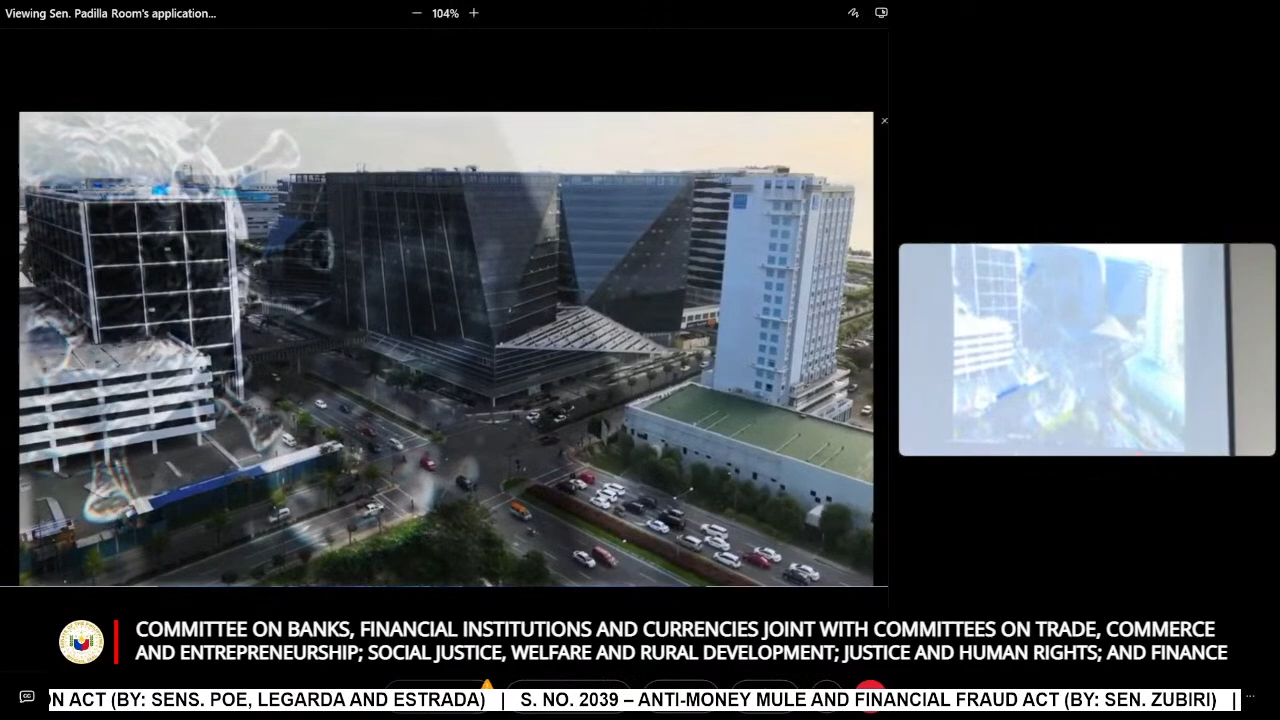 Viewing Sen. Padilla Room's application...
104%
COMMITTEE ON BANKS, FINANCIAL INSTITUTIONS AND CURRENCIES JOINT WITH COMMITTEES ON TRADE, COMMERCE
AND ENTREPRENEURSHIP; SOCIAL JUSTICE, WELFARE AND RURAL DEVELOPMENT; JUSTICE AND HUMAN RIGHTS; AND FINANCE
N ACT (BY: SENS. POE, LEGARDA AND ESTRADA) | S. NO. 2039 – ANTI-MONEY MULE AND FINANCIAL FRAUD ACT (BY: SEN. ZUBIRI) |